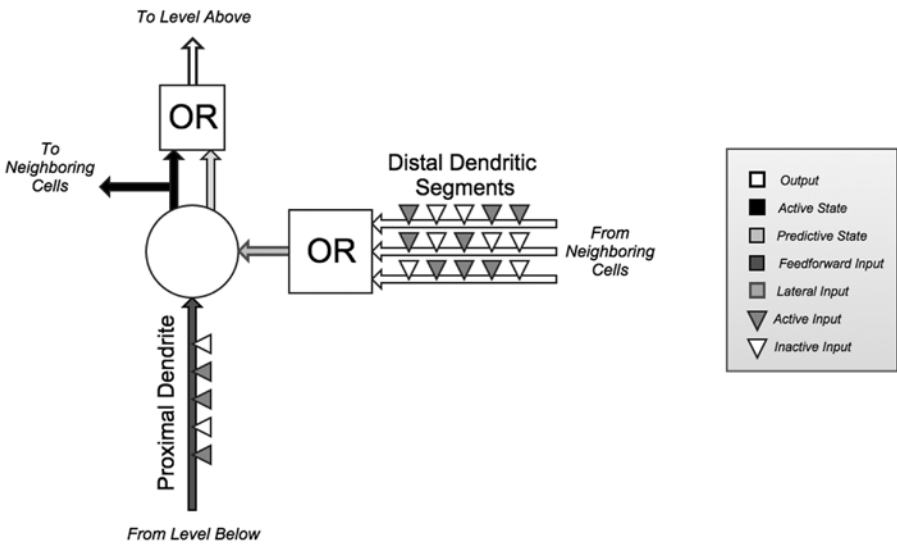 To Level Above
OR
To
Neighboring
Cells
Distal Dendritic
Segments
OR
From
Neighboring
Cells
Proximal Dendrite
From Level Below
Output
Active State
Predictive State
Feedforward Input
Lateral Input
Active Input
Inactive Input